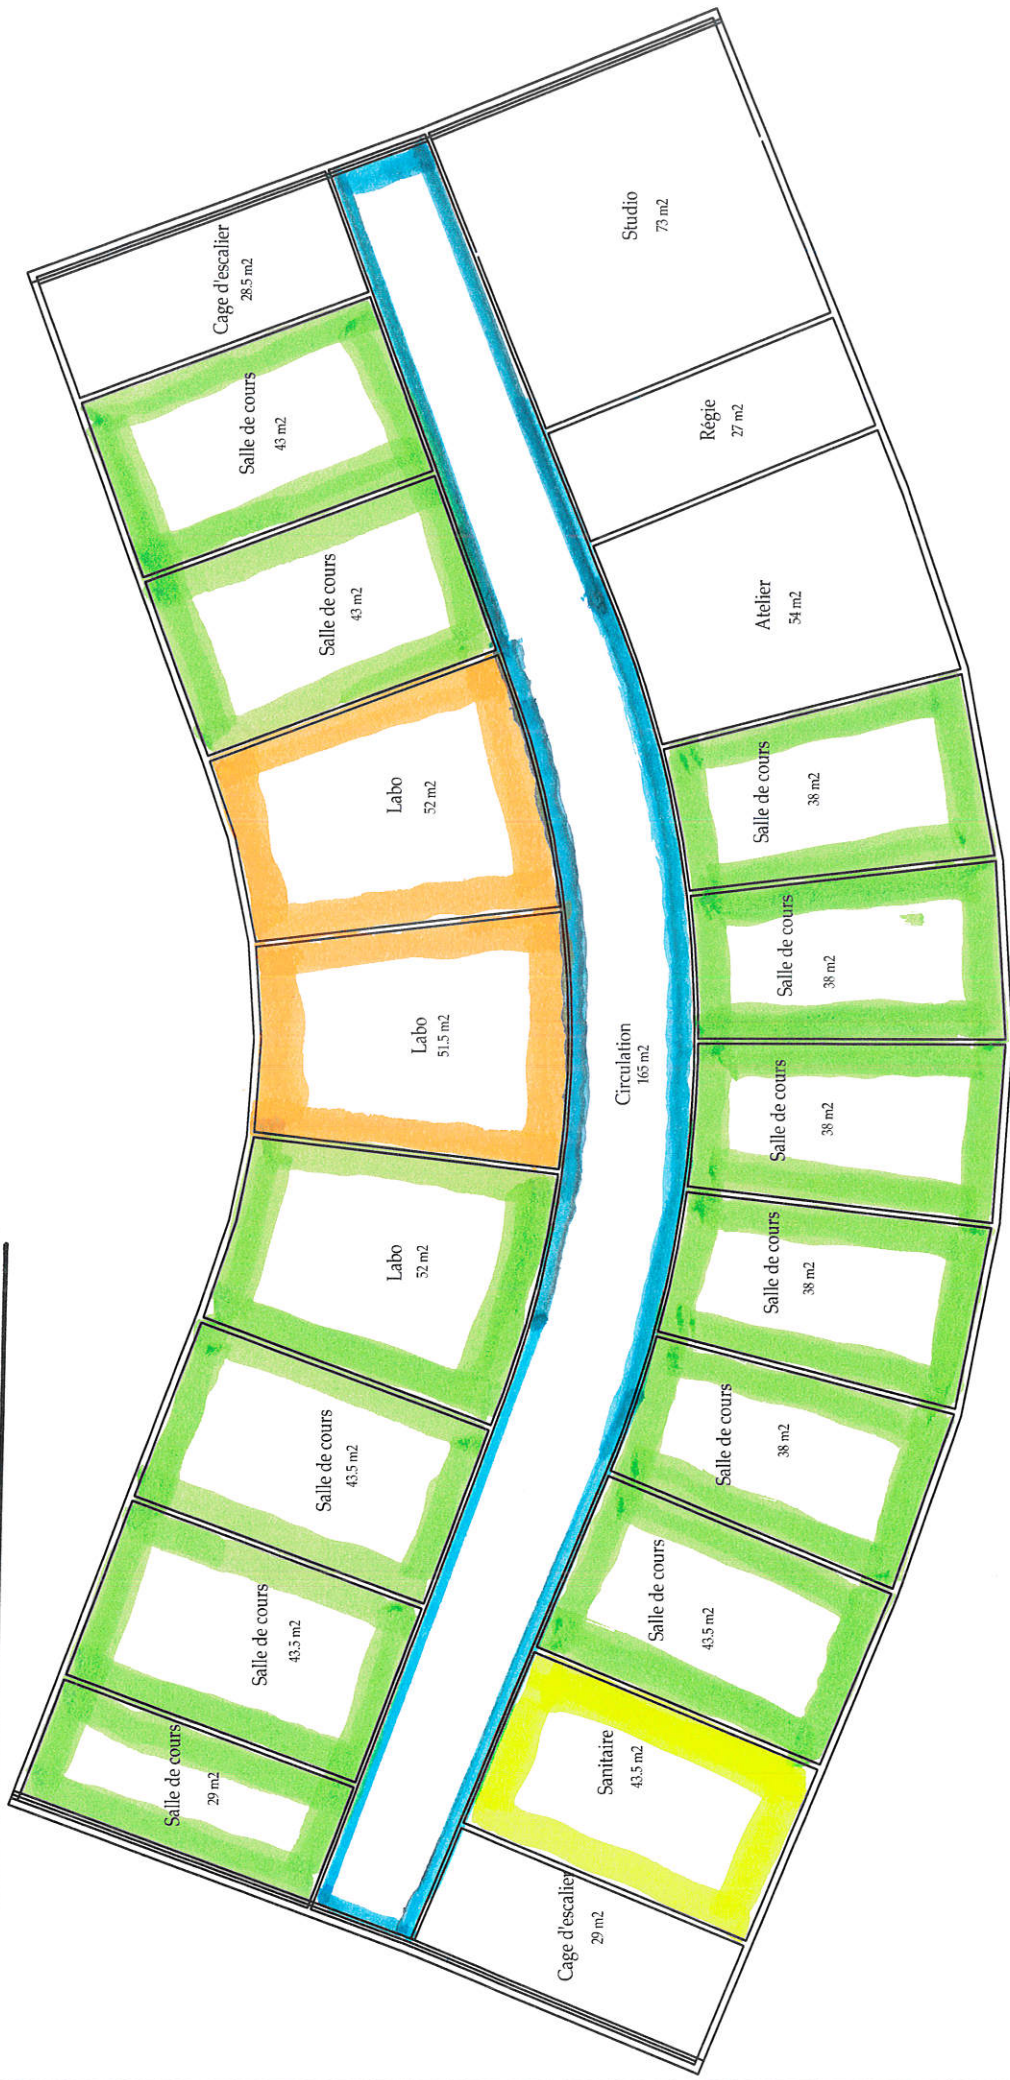 Cage d'escalier
28.5 m2
Salle de cours
43 m2
Salle de cours
43 m2
Labo
52 m2
Labo
51.5 m2
Labo
52 m2
Salle de cours
43.5 m2
Salle de cours
43.5 m2
Salle de cours
29 m2
Circulation
165 m2
Studio
73 m2
Régie
27 m2
Atelier
54 m2
Salle de cours
38 m2
Salle de cours
38 m2
Salle de cours
38 m2
Salle de cours
38 m2
Salle de cours
38 m2
Salle de cours
43.5 m2
Sanitaire
43.5 m2
Cage d'escalier
29 m2